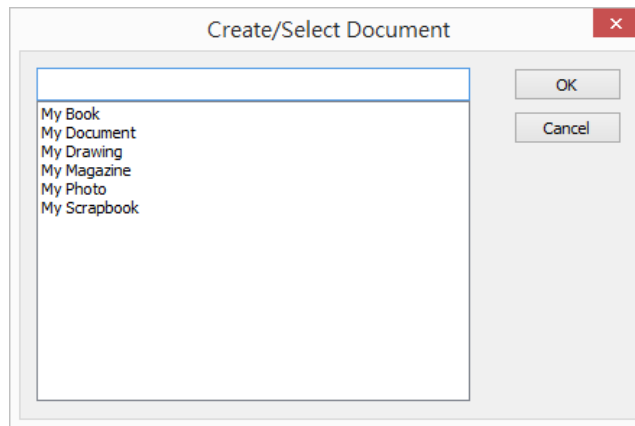 Create/Select Document
OK
Cancel
My Book
My Document
My Drawing
My Magazine
My Photo
My Scrapbook